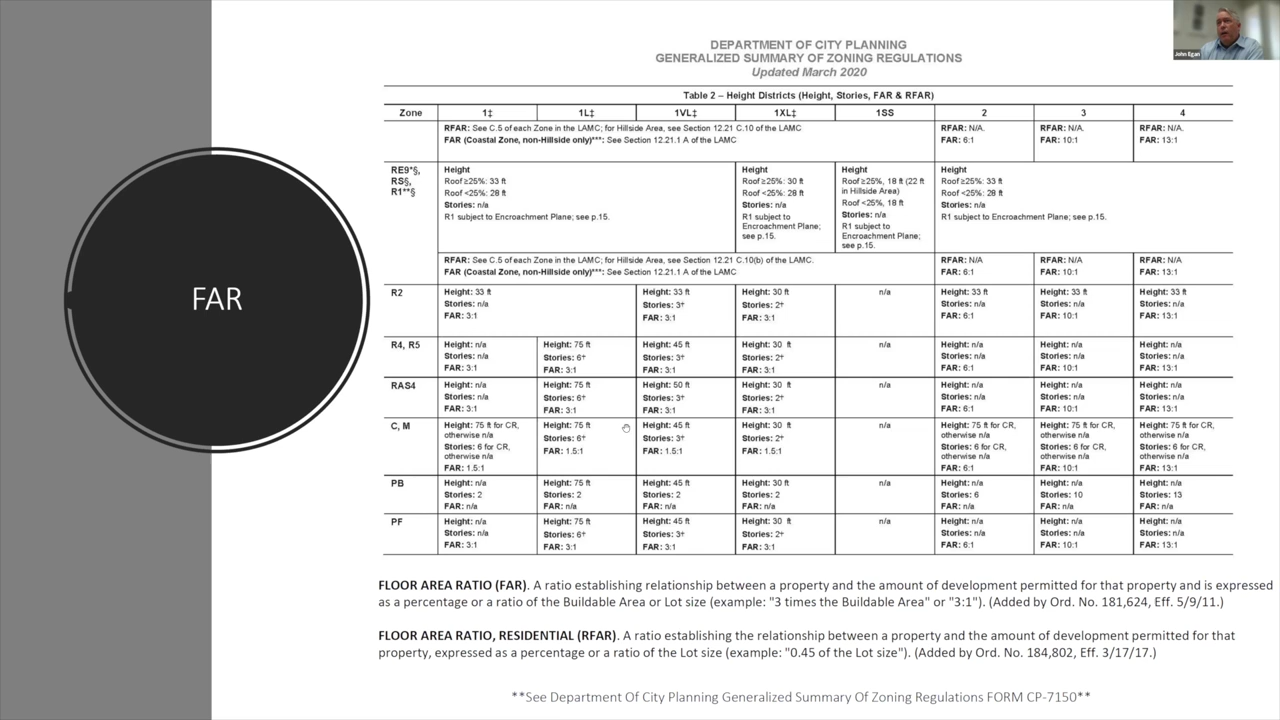 John Egan
DEPARTMENT OF CITY PLANNING
GENERALIZED SUMMARY OF ZONING REGULATIONS
Updated March 2020
Table 2 – Height Districts (Height, Stories, FAR & RFAR)
Zone 1‡ 1L‡ 1VL‡ 1XL‡ 1SS 2 3 4
RFAR: See C.5 of each Zone in the LAMC; for Hillside Area, see Section 12.21 C.10 of the LAMC
FAR (Coastal Zone, non-Hillside only)***: See Section 12.21.1 A of the LAMC
RFAR: N/A.
FAR: 6:1
RFAR: N/A.
FAR: 10:1
RFAR: N/A.
FAR: 13:1
RE9*§,
RS§,
R1**§
Height
Roof ≥25%: 33 ft
Roof <25%: 28 ft
Stories: n/a
R1 subject to Encroachment Plane; see p.15.
Height
Roof ≥25%: 30 ft
Roof <25%: 28 ft
Stories: n/a
R1 subject to
Encroachment Plane;
see p.15.
Height
Roof ≥25%, 18 ft (22 ft
in Hillside Area)
Roof <25%, 18 ft
Stories: n/a
R1 subject to
Encroachment Plane;
see p.15.
Height
Roof ≥25%: 33 ft
Roof <25%: 28 ft
Stories: n/a
R1 subject to Encroachment Plane; see p.15.
RFAR: See C.5 of each Zone in the LAMC; for Hillside Area, see Section 12.21 C.10(b) of the LAMC.
FAR (Coastal Zone, non-Hillside only)***: See Section 12.21.1 A of the LAMC
RFAR: N/A
FAR: 6:1
RFAR: N/A
FAR: 10:1
RFAR: N/A
FAR: 13:1
FAR
R2
Height: 33 ft
Stories: n/a
FAR: 3:1
Height: 33 ft
Stories: 3†
FAR: 3:1
Height: 30 ft
Stories: 2†
FAR: 3:1
n/a
Height: 33 ft
Stories: n/a
FAR: 6:1
Height: 33 ft
Stories: n/a
FAR: 10:1
Height: 33 ft
Stories: n/a
FAR: 13:1
R4, R5
Height: n/a
Stories: n/a
FAR: 3:1
Height: 75 ft
Stories: 6†
FAR: 3:1
Height: 45 ft
Stories: 3†
FAR: 3:1
Height: 30 ft
Stories: 2†
FAR: 3:1
n/a
Height: n/a
Stories: n/a
FAR: 6:1
Height: n/a
Stories: n/a
FAR: 10:1
Height: n/a
Stories: n/a
FAR: 13:1
RAS4
Height: n/a
Stories: n/a
FAR: 3:1
Height: 75 ft
Stories: 6†
FAR: 3:1
Height: 50 ft
Stories: 3†
FAR: 3:1
Height: 30 ft
Stories: 2†
FAR: 3:1
n/a
Height: n/a
Stories: n/a
FAR: 6:1
Height: n/a
Stories: n/a
FAR: 10:1
Height: n/a
Stories: n/a
FAR: 13:1
C, M
Height: 75 ft for CR,
otherwise n/a
Stories: 6 for CR,
otherwise n/a
FAR: 1.5:1
Height: 75 ft
Stories: 6†
FAR: 1.5:1
Height: 45 ft
Stories: 3†
FAR: 1.5:1
Height: 30 ft
Stories: 2†
FAR: 1.5:1
n/a
Height: 75 ft for CR,
otherwise n/a
Stories: 6 for CR,
otherwise n/a
FAR: 6:1
Height: 75 ft for CR,
otherwise n/a
Stories: 6 for CR,
otherwise n/a
FAR: 10:1
Height: 75 ft for CR,
otherwise n/a
Stories: 6 for CR,
otherwise n/a
FAR: 13:1
PB
Height: n/a
Stories: 2
FAR: n/a
Height: 75 ft
Stories: 2
FAR: n/a
Height: 45 ft
Stories: 2
FAR: n/a
Height: 30 ft
Stories: 2
FAR: n/a
n/a
Height: n/a
Stories: 6
FAR: n/a
Height: n/a
Stories: 10
FAR: n/a
Height: n/a
Stories: 13
FAR: n/a
PF
Height: n/a
Stories: n/a
FAR: 3:1
Height: 75 ft
Stories: 6†
FAR: 3:1
Height: 45 ft
Stories: 3†
FAR: 3:1
Height: 30 ft
Stories: 2†
FAR: 3:1
n/a
Height: n/a
Stories: n/a
FAR: 6:1
Height: n/a
Stories: n/a
FAR: 10:1
Height: n/a
Stories: n/a
FAR: 13:1
FLOOR AREA RATIO (FAR). A ratio establishing relationship between a property and the amount of development permitted for that property and is expressed
as a percentage or a ratio of the Buildable Area or Lot size (example: "3 times the Buildable Area" or "3:1"). (Added by Ord. No. 181,624, Eff. 5/9/11.)
FLOOR AREA RATIO, RESIDENTIAL (RFAR). A ratio establishing the relationship between a property and the amount of development permitted for that
property, expressed as a percentage or a ratio of the Lot size (example: "0.45 of the Lot size"). (Added by Ord. No. 184,802, Eff. 3/17/17.)
**See Department Of City Planning Generalized Summary Of Zoning Regulations FORM CP-7150**